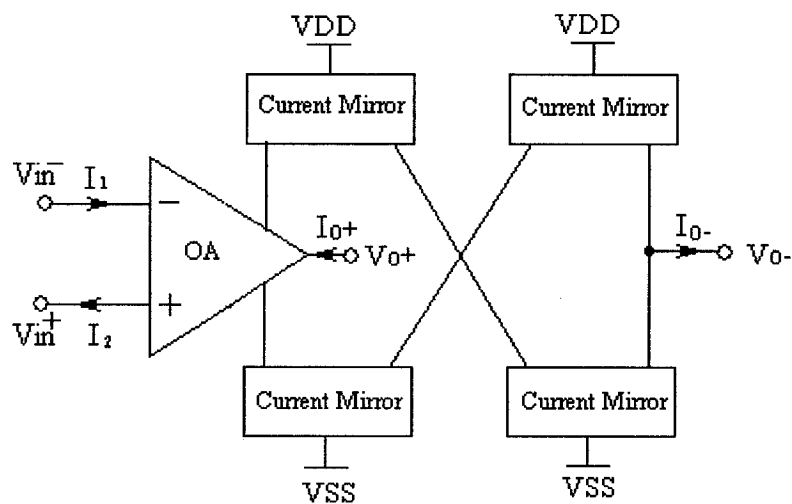 VDD
VDD
Current Mirror
Current Mirror
Vin⁻
I₁
−
OA
I₀₊
V₀₊
I₀₋
V₀₋
+
Vin⁺
I₂
Current Mirror
Current Mirror
VSS
VSS